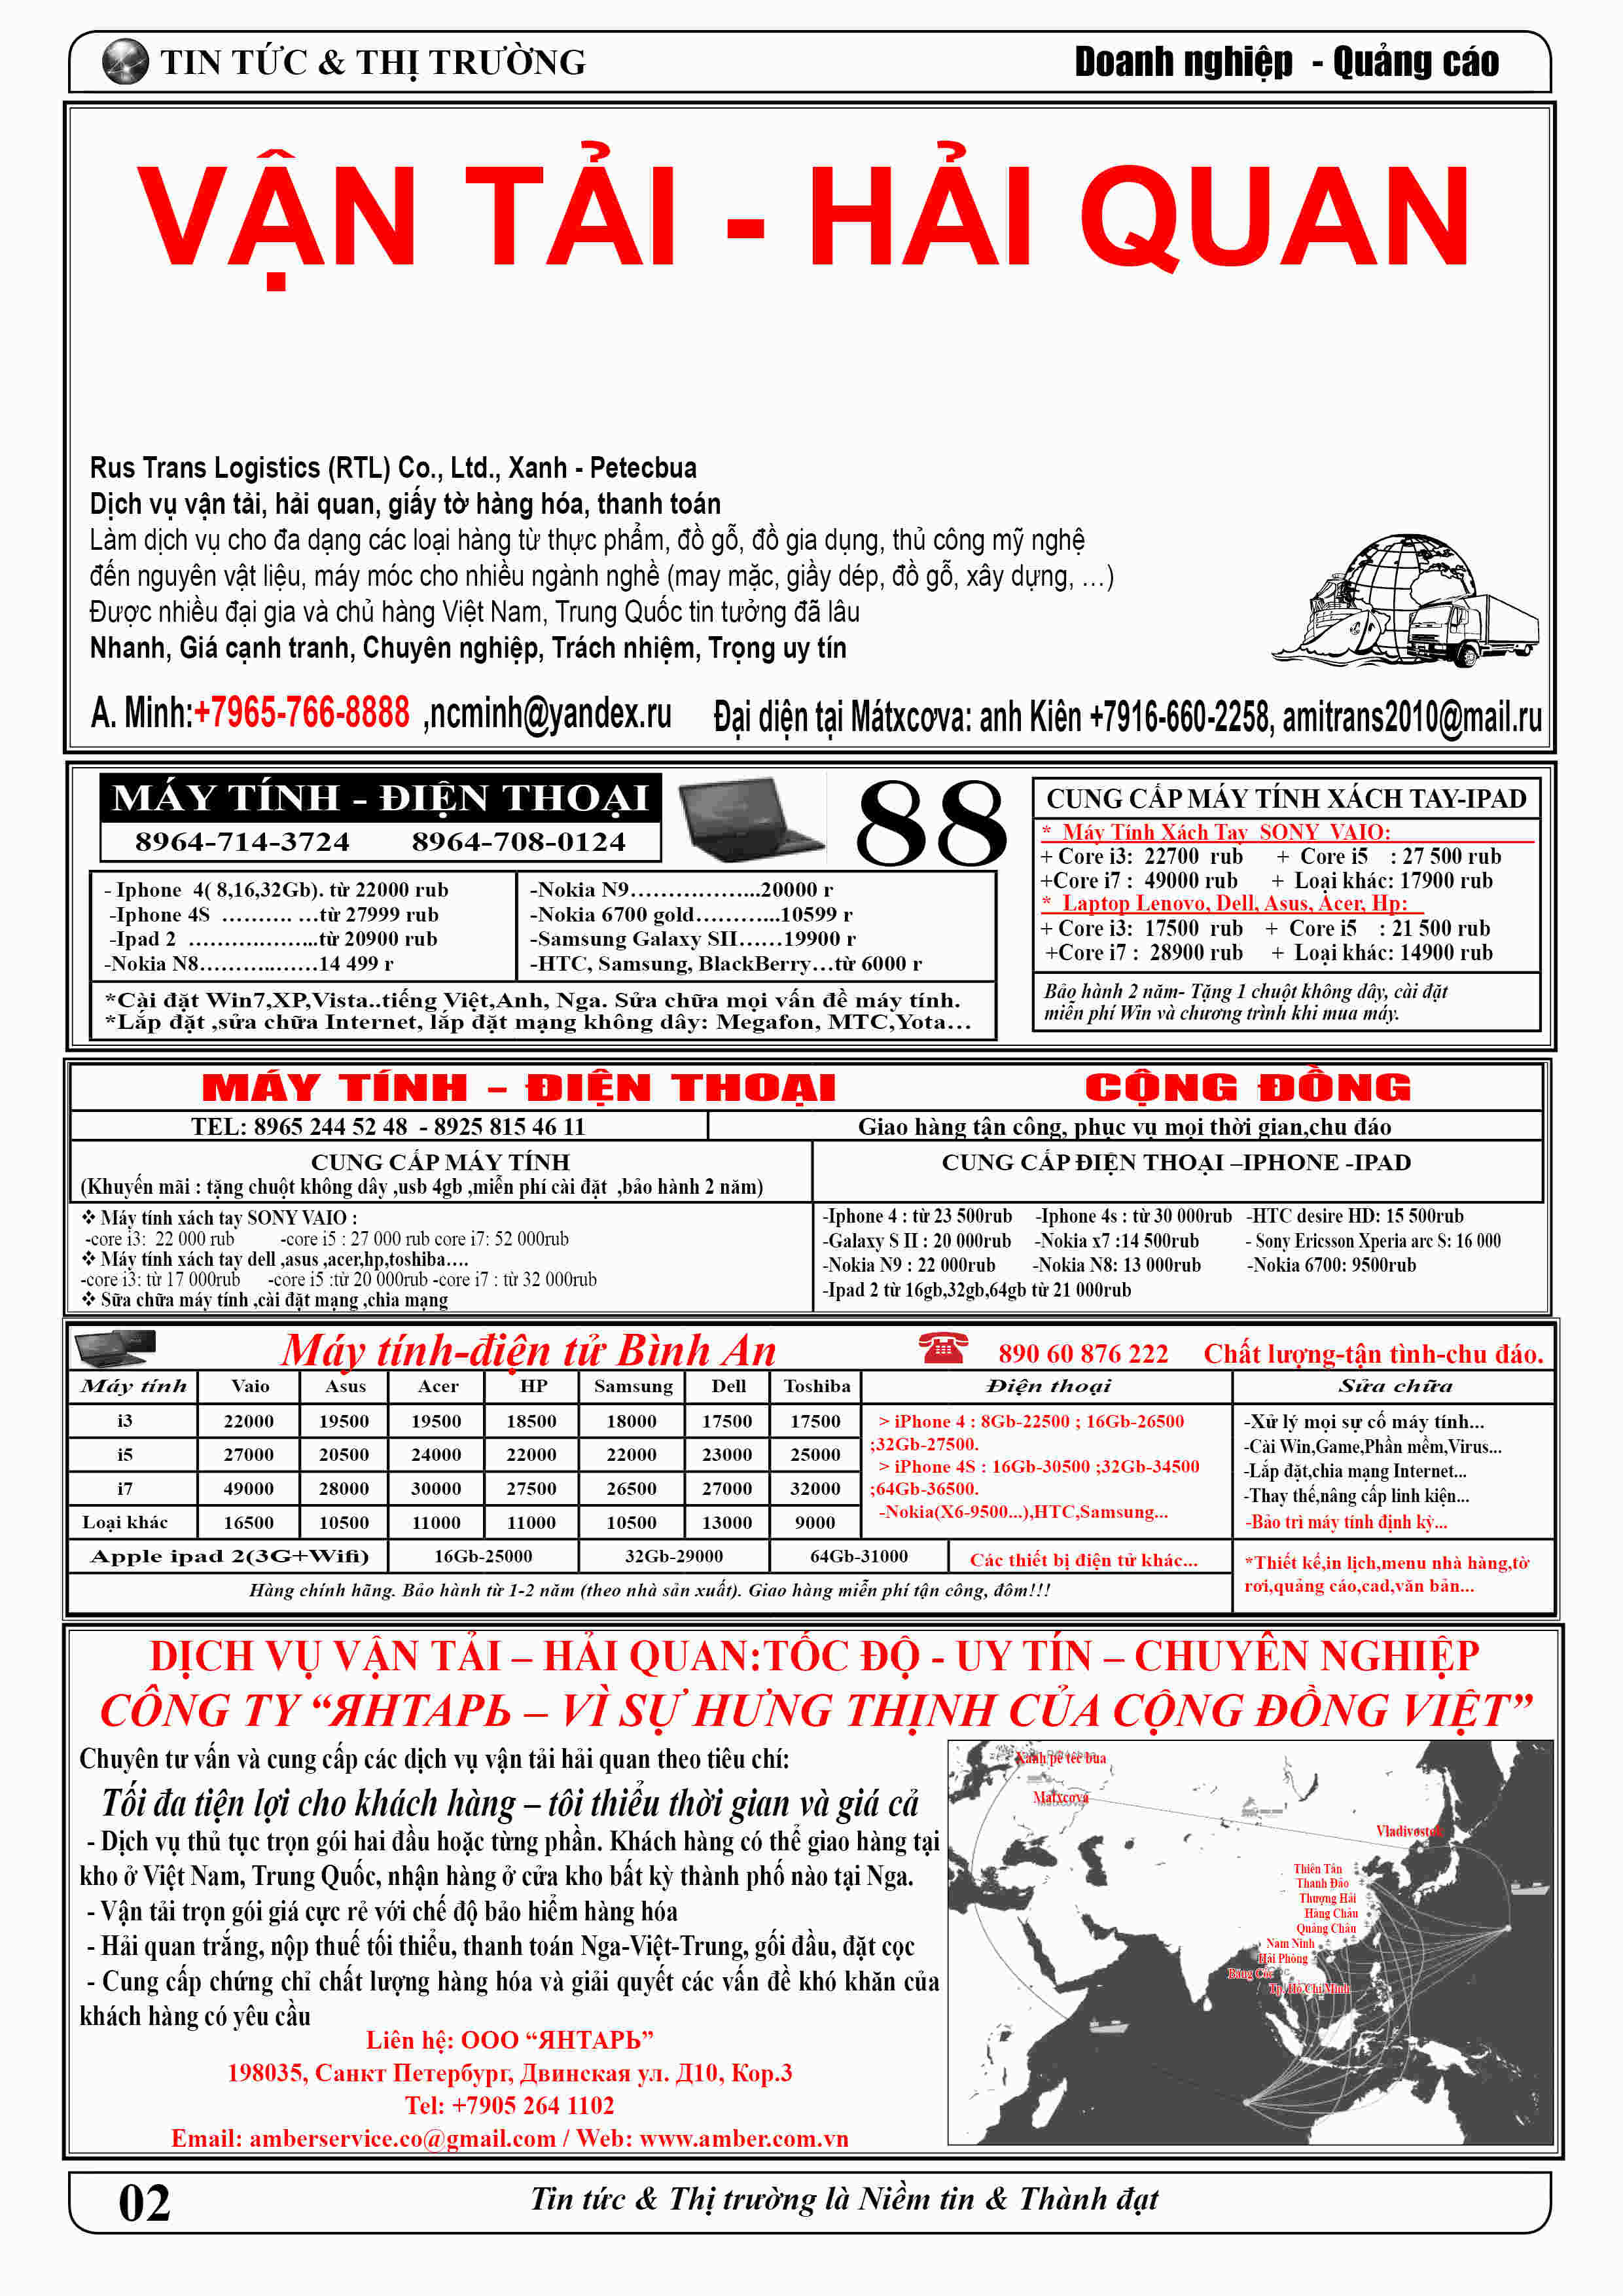 TIN TỨC & THỊ TRƯỜNG
Doanh nghiệp - Quảng cáo
VẬN TẢI - HẢI QUAN
Rus Trans Logistics (RTL) Co., Ltd., Xanh - Petecbua
Dịch vụ vận tải, hải quan, giấy tờ hàng hóa, thanh toán
Làm dịch vụ cho đa dạng các loại hàng từ thực phẩm, đồ gỗ, đồ gia dụng, thủ công mỹ nghệ
đến nguyên vật liệu, máy móc cho nhiều ngành nghề (may mặc, giầy dép, đồ gỗ, xây dựng, …)
Được nhiều đại gia và chủ hàng Việt Nam, Trung Quốc tin tưởng đã lâu
Nhanh, Giá cạnh tranh, Chuyên nghiệp, Trách nhiệm, Trọng uy tín
A. Minh:+7965-766-8888 ,ncminh@yandex.ru Đại diện tại Mátxcơva: anh Kiên +7916-660-2258, amitrans2010@mail.ru
MÁY TÍNH - ĐIỆN THOẠI
8964-714-3724 8964-708-0124
88
- Iphone 4( 8,16,32Gb). từ 22000 rub
-Iphone 4S ………. …từ 27999 rub
-Ipad 2 ……………...từ 20900 rub
-Nokia N8……….…….14 499 r
-Nokia N9……………...20000 r
-Nokia 6700 gold………...10599 r
-Samsung Galaxy SII……19900 r
-HTC, Samsung, BlackBerry…từ 6000 r
*Cài đặt Win7,XP,Vista..tiếng Việt,Anh, Nga. Sửa chữa mọi vấn đề máy tính.
*Lắp đặt ,sửa chữa Internet, lắp đặt mạng không dây: Megafon, MTC,Yota…
CUNG CẤP MÁY TÍNH XÁCH TAY-IPAD
* Máy Tính Xách Tay SONY VAIO:
+ Core i3: 22700 rub + Core i5 : 27 500 rub
+Core i7 : 49000 rub + Loại khác: 17900 rub
* Laptop Lenovo, Dell, Asus, Acer, Hp:
+ Core i3: 17500 rub + Core i5 : 21 500 rub
+Core i7 : 28900 rub + Loại khác: 14900 rub
Bảo hành 2 năm- Tặng 1 chuột không dây, cài đặt
miễn phí Win và chương trình khi mua máy.
MÁY TÍNH - ĐIỆN THOẠI CỘNG ĐỒNG
TEL: 8965 244 52 48 - 8925 815 46 11
Giao hàng tận công, phục vụ mọi thời gian,chu đáo
CUNG CẤP MÁY TÍNH
(Khuyến mãi : tặng chuột không dây ,usb 4gb ,miễn phí cài đặt ,bảo hành 2 năm)
❖ Máy tính xách tay SONY VAIO :
-core i3: 22 000 rub -core i5 : 27 000 rub core i7: 52 000rub
❖ Máy tính xách tay dell ,asus ,acer,hp,toshiba….
-core i3: từ 17 000rub -core i5 :từ 20 000rub -core i7 : từ 32 000rub
❖ Sữa chữa máy tính ,cài đặt mạng ,chia mạng
CUNG CẤP ĐIỆN THOẠI –IPHONE -IPAD
-Iphone 4 : từ 23 500rub -Iphone 4s : từ 30 000rub -HTC desire HD: 15 500rub
-Galaxy S II : 20 000rub -Nokia x7 :14 500rub - Sony Ericsson Xperia arc S: 16 000
-Nokia N9 : 22 000rub -Nokia N8: 13 000rub -Nokia 6700: 9500rub
-Ipad 2 từ 16gb,32gb,64gb từ 21 000rub
Máy tính-điện tử Bình An 890 60 876 222 Chất lượng-tận tình-chu đáo.
Máy tính Vaio Asus Acer HP Samsung Dell Toshiba Điện thoại Sửa chữa
i3 22000 19500 19500 18500 18000 17500 17500
i5 27000 20500 24000 22000 22000 23000 25000
i7 49000 28000 30000 27500 26500 27000 32000
Loại khác 16500 10500 11000 11000 10500 13000 9000
> iPhone 4 : 8Gb-22500 ; 16Gb-26500
;32Gb-27500.
> iPhone 4S : 16Gb-30500 ;32Gb-34500
;64Gb-36500.
-Nokia(X6-9500...),HTC,Samsung...
-Xử lý mọi sự cố máy tính...
-Cài Win,Game,Phần mềm,Virus...
-Lắp đặt,chia mạng Internet...
-Thay thế,nâng cấp linh kiện...
-Bảo trì máy tính định kỳ...
Apple ipad 2(3G+Wifi) 16Gb-25000 32Gb-29000 64Gb-31000 Các thiết bị điện tử khác...
*Thiết kế,in lịch,menu nhà hàng,tờ
rơi,quảng cáo,cad,văn bản...
Hàng chính hãng. Bảo hành từ 1-2 năm (theo nhà sản xuất). Giao hàng miễn phí tận công, đôm!!!
DỊCH VỤ VẬN TẢI – HẢI QUAN:TỐC ĐỘ - UY TÍN – CHUYÊN NGHIỆP
CÔNG TY “ЯНТАРЬ – VÌ SỰ HƯNG THỊNH CỦA CỘNG ĐỒNG VIỆT”
Chuyên tư vấn và cung cấp các dịch vụ vận tải hải quan theo tiêu chí:
Tối đa tiện lợi cho khách hàng – tôi thiểu thời gian và giá cả
- Dịch vụ thủ tục trọn gói hai đầu hoặc từng phần. Khách hàng có thể giao hàng tại
kho ở Việt Nam, Trung Quốc, nhận hàng ở cửa kho bất kỳ thành phố nào tại Nga.
- Vận tải trọn gói giá cực rẻ với chế độ bảo hiểm hàng hóa
- Hải quan trắng, nộp thuế tối thiểu, thanh toán Nga-Việt-Trung, gối đầu, đặt cọc
- Cung cấp chứng chỉ chất lượng hàng hóa và giải quyết các vấn đề khó khăn của
khách hàng có yêu cầu
Liên hệ: ООО “ЯНТАРЬ”
198035, Санкт Петербург, Двинская ул. Д10, Кор.3
Tel: +7905 264 1102
Email: amberservice.co@gmail.com / Web: www.amber.com.vn
Xanh pê téc bua
Matxcơvá
Vladivostok
Thiên Tân
Thanh Đảo
Thượng Hải
Hàng Châu
Quảng Châu
Nam Ninh
Hải Phòng
Băng Cốc
Tp. Hồ Chí Minh
02
Tin tức & Thị trường là Niềm tin & Thành đạt